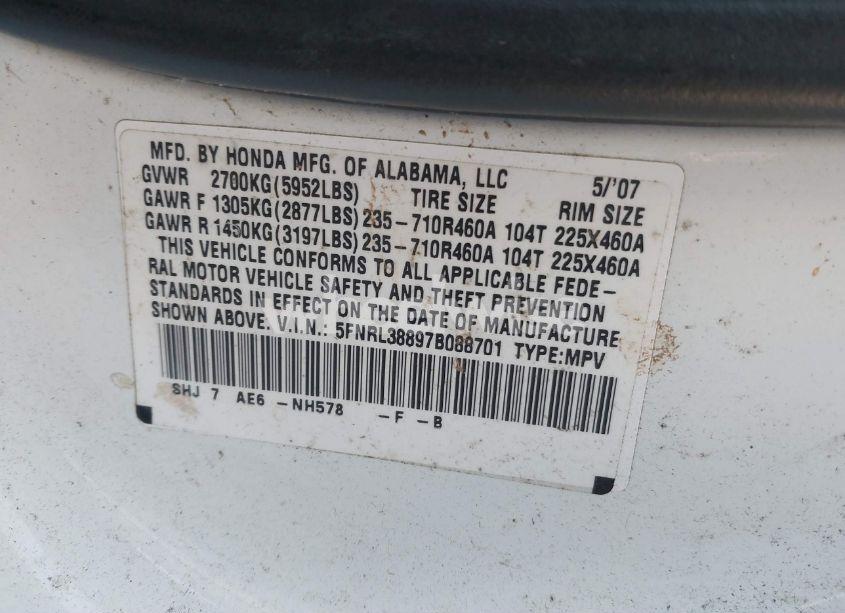 MFD. BY HONDA MFG. OF ALABAMA, LLC 5/'07
GVWR 2700KG(5952LBS) TIRE SIZE RIM SIZE
GAWR F 1305KG(2877LBS) 235-710R460A 104T 225X460A
GAWR R 1450KG(3197LBS) 235-710R460A 104T 225X460A
THIS VEHICLE CONFORMS TO ALL APPLICABLE FEDE-
RAL MOTOR VEHICLE SAFETY AND THEFT PREVENTION
STANDARDS IN EFFECT ON THE DATE OF MANUFACTURE
SHOWN ABOVE. V.I.N.: 5FNRL38897B088701 TYPE:MPV
SHJ 7 AE6 -NH578 -F -B